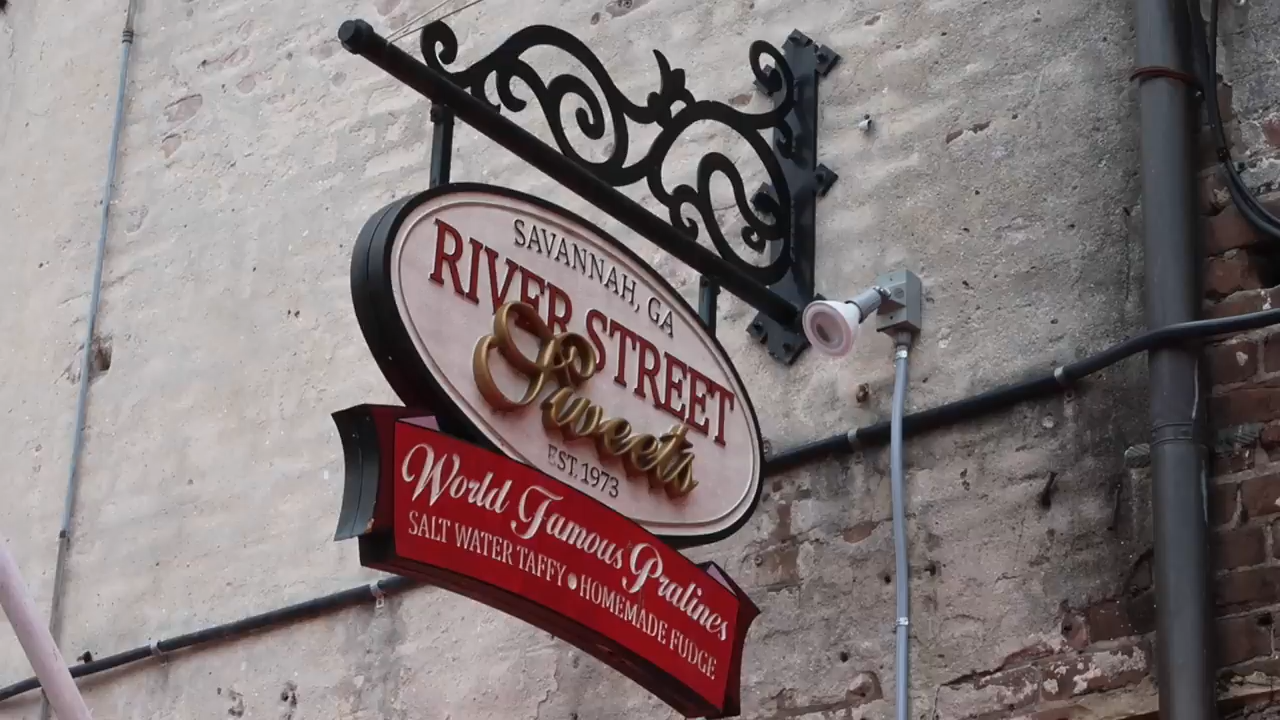 SAVANNAH, GA
RIVER STREET
Sweets
EST. 1973
World Famous Pralines
SALT WATER TAFFY • HOMEMADE FUDGE